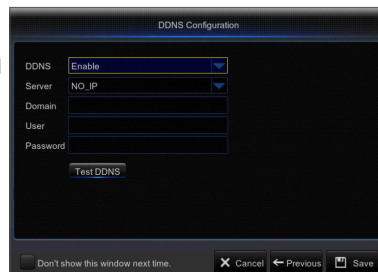 DDNS Configuration
DDNS Enable
Server NO_IP
Domain
User
Password
Test DDNS
Don't show this window next time. Cancel Previous Save